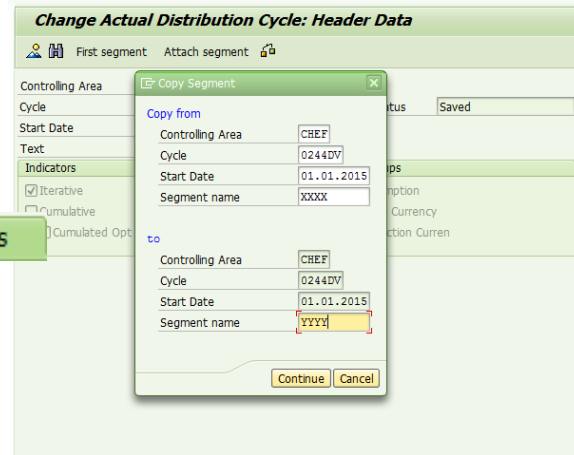 Change Actual Distribution Cycle: Header Data
First segment Attach segment
Controlling Area
Cycle
Start Date
Text
Status Saved
Indicators
Iterative
Cumulative
Cumulated Opt
Copy Segment
Copy from
Controlling Area CHEF
Cycle 0244DV
Start Date 01.01.2015
Segment name XXXX
to
Controlling Area CHEF
Cycle 0244DV
Start Date 01.01.2015
Segment name YYYY
Continue Cancel
ps
mption
Currency
ction Curren
s